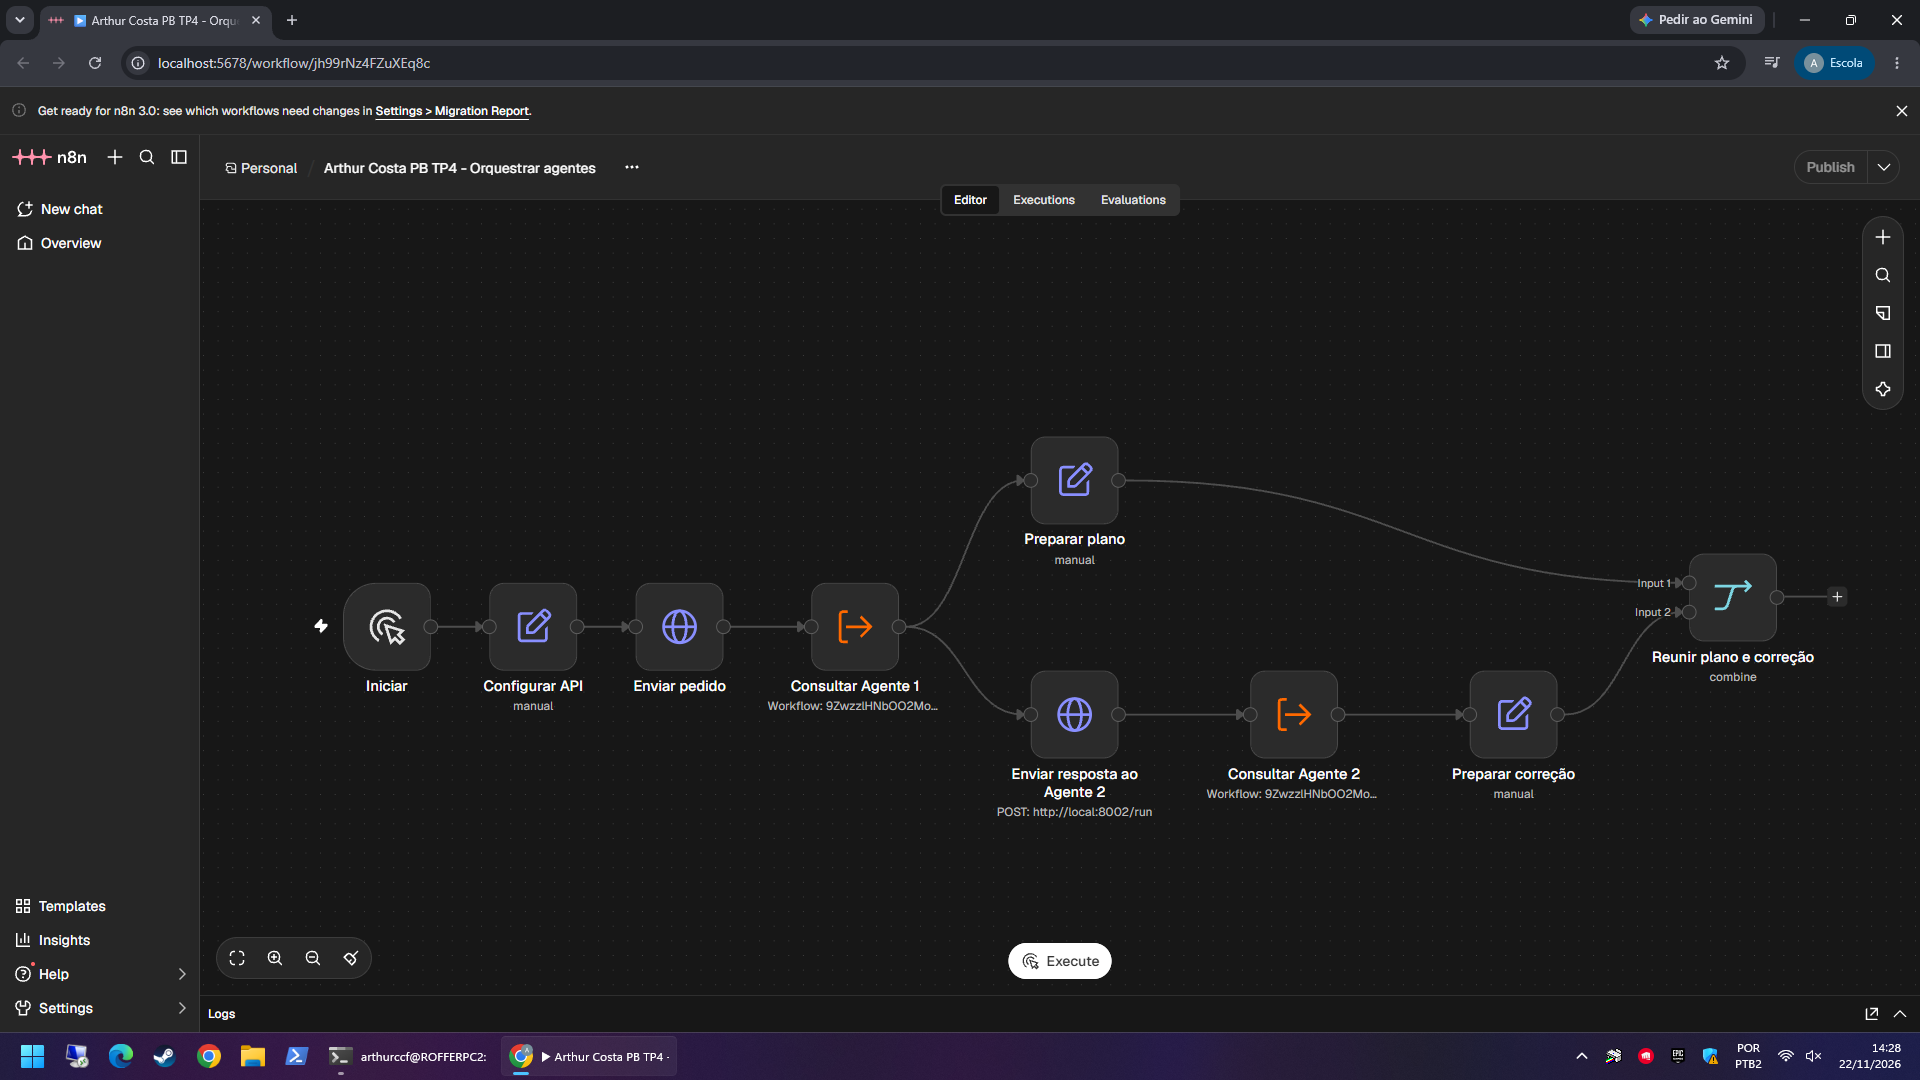 Arthur Costa PB TP4 - Orqu
Pedir ao Gemini
localhost:5678/workflow/jh99rNz4FZuXEq8c
A Escola
Get ready for n8n 3.0: see which workflows need changes in Settings > Migration Report.
n8n
Personal / Arthur Costa PB TP4 - Orquestrar agentes ...
Publish
Editor Executions Evaluations
New chat
Overview
Preparar plano
manual
Input 1
Input 2
Reunir plano e correção
combine
Iniciar
Configurar API
manual
Enviar pedido
Consultar Agente 1
Workflow: 9ZwzzlHNbOO2Mo...
Enviar resposta ao
Agente 2
POST: http://local:8002/run
Consultar Agente 2
Workflow: 9ZwzzlHNbOO2Mo...
Preparar correção
manual
Templates
Insights
Help
Settings
Execute
Logs
arthurccf@ROFFERPC2:
Arthur Costa PB TP4 -
EPIC
POR
PTB2
14:28
22/11/2026